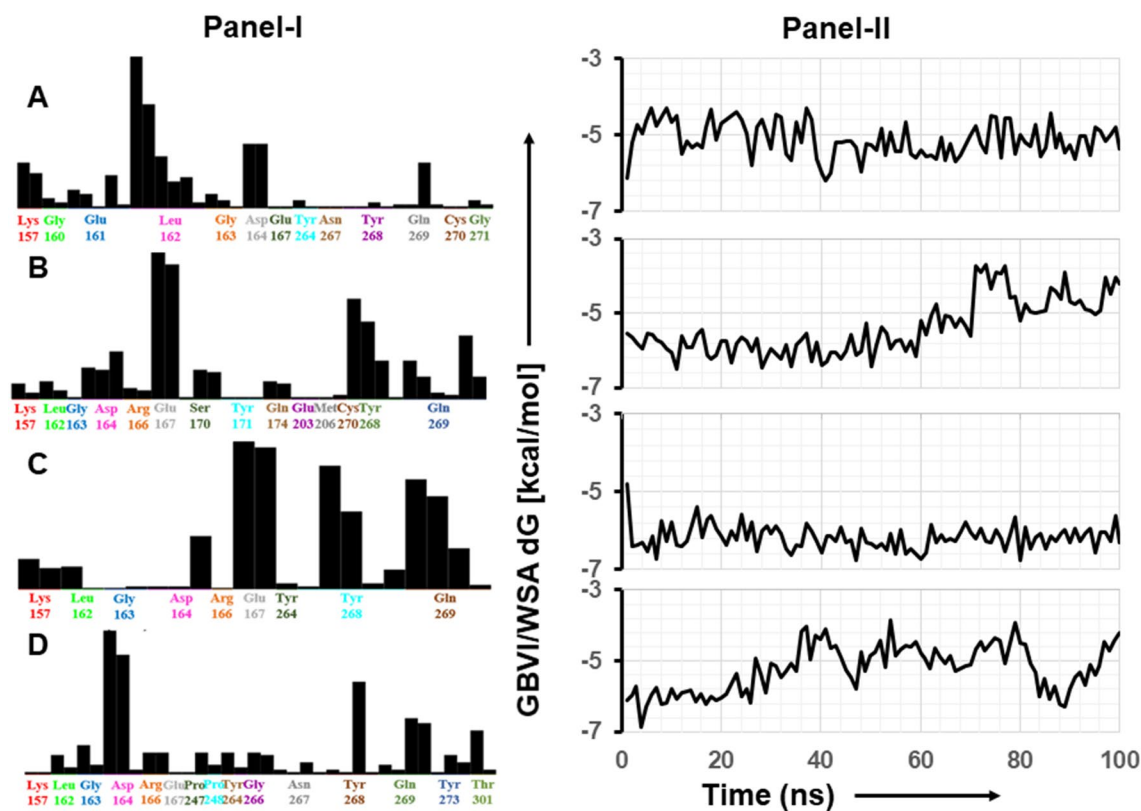 Panel-I
Panel-II
A
Lys Gly Glu Leu Gly Asp Glu Tyr Asn Tyr Gln Cys Gly
157 160 161 162 163 164 167 264 267 268 269 270 271
B
Lys Leu Gly Asp Arg Glu Ser Tyr Gln Glu Met Cys Tyr Gln
157 162 163 164 166 167 170 171 174 203 206 270 268 269
C
Lys Leu Gly Asp Arg Glu Tyr Tyr Gln
157 162 163 164 166 167 264 268 269
D
Lys Leu Gly Asp Arg Glu Pro Pro Tyr Gly Asn Tyr Gln Tyr Thr
157 162 163 164 166 167 247 248 264 266 267 268 269 273 301
GBVI/WSA dG [kcal/mol]
-3
-5
-7
-3
-5
-7
-3
-5
-7
-3
-5
-7
0 20 40 60 80 100
Time (ns)